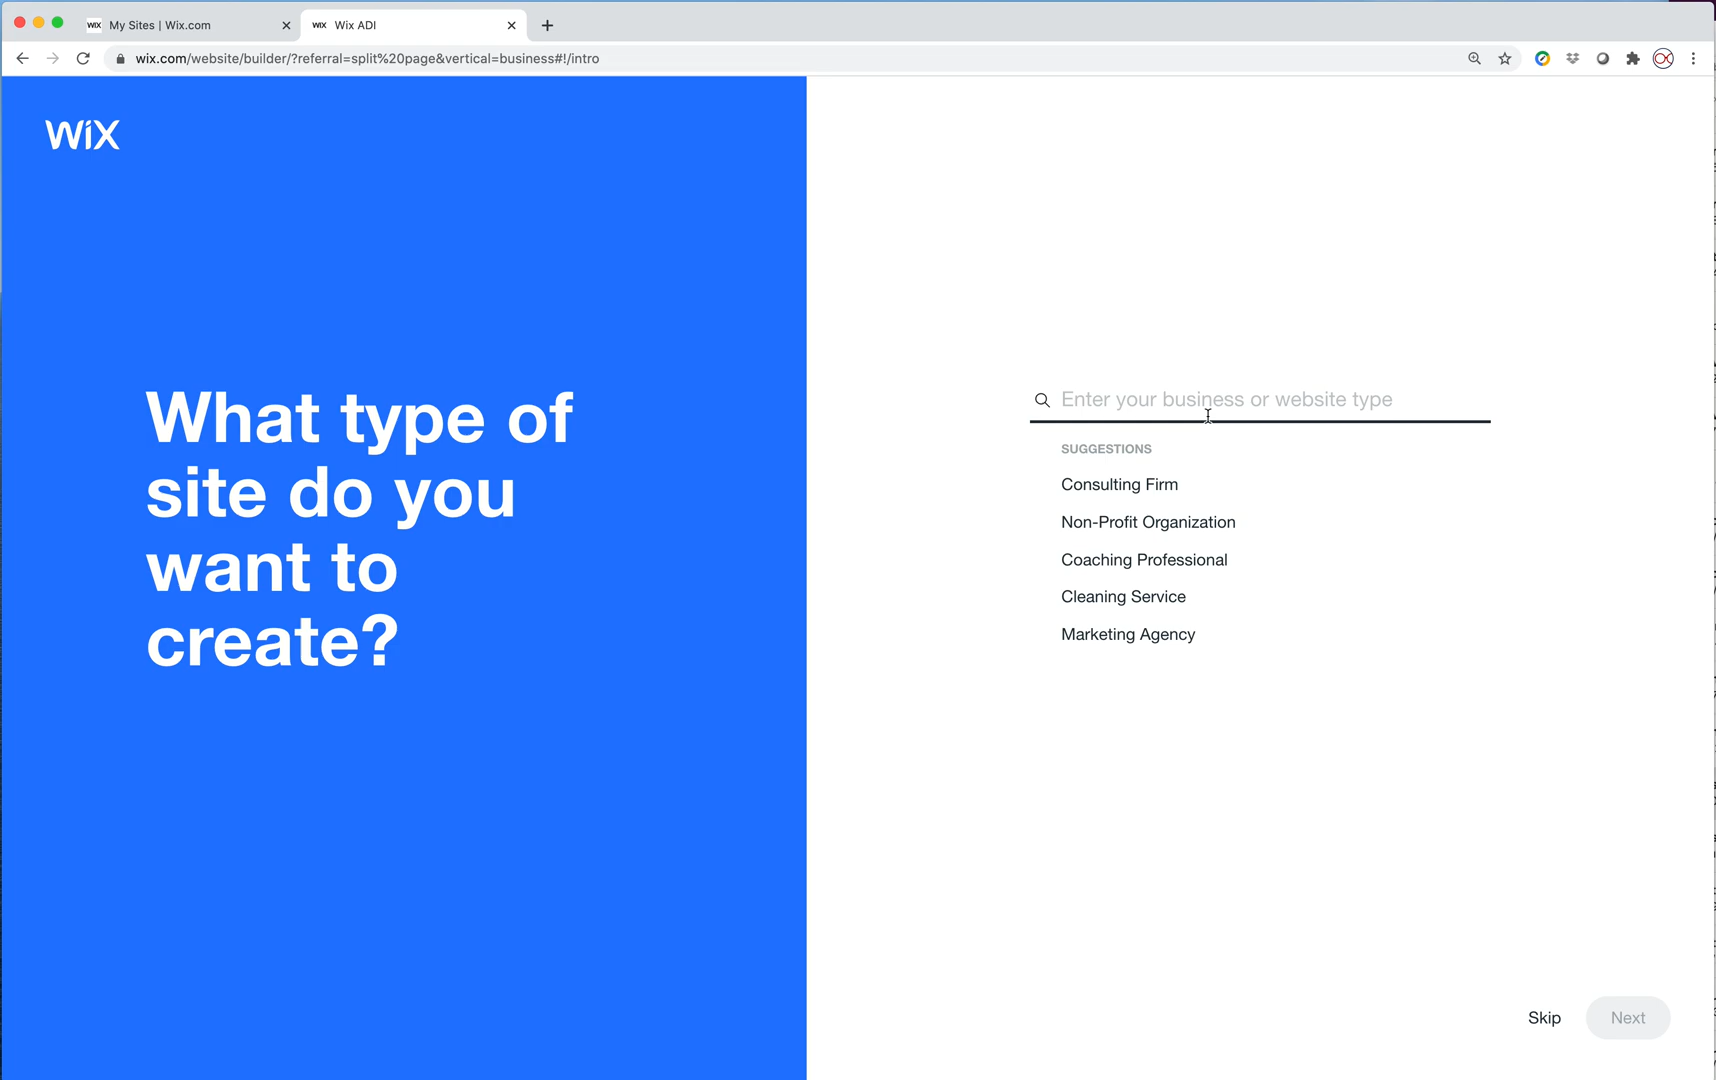 WiX My Sites | Wix.com
WiX Wix ADI
wix.com/website/builder/?referral=split%20page&vertical=business#!/intro
WiX
What type of
site do you
want to
create?
Enter your business or website type
SUGGESTIONS
Consulting Firm
Non-Profit Organization
Coaching Professional
Cleaning Service
Marketing Agency
Skip
Next